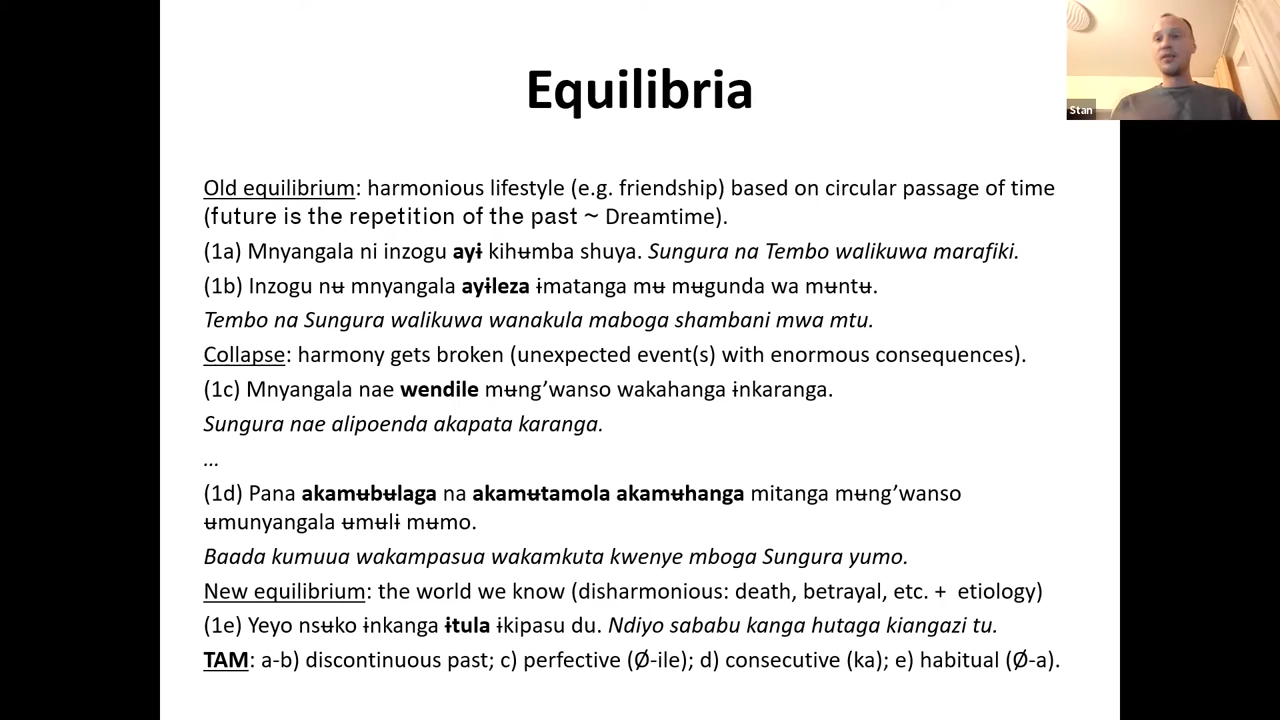 Equilibria
Stan
Old equilibrium: harmonious lifestyle (e.g. friendship) based on circular passage of time
(future is the repetition of the past ~ Dreamtime).
(1a) Mnyangala ni inzogu ayɨ kihʉmba shuya. Sungura na Tembo walikuwa marafiki.
(1b) Inzogu nʉ mnyangala ayɨleza ɨmatanga mʉ mʉgunda wa mʉntʉ.
Tembo na Sungura walikuwa wanakula maboga shambani mwa mtu.
Collapse: harmony gets broken (unexpected event(s) with enormous consequences).
(1c) Mnyangala nae wendile mʉng’wanso wakahanga ɨnkaranga.
Sungura nae alipoenda akapata karanga.
...
(1d) Pana akamʉbʉlaga na akamʉtamola akamʉhanga mitanga mʉng’wanso
ʉmunyangala ʉmʉlɨ mʉmo.
Baada kumuua wakampasua wakamkuta kwenye mboga Sungura yumo.
New equilibrium: the world we know (disharmonious: death, betrayal, etc. + etiology)
(1e) Yeyo nsʉko ɨnkanga ɨtula ɨkipasu du. Ndiyo sababu kanga hutaga kiangazi tu.
TAM: a-b) discontinuous past; c) perfective (Ø-ile); d) consecutive (ka); e) habitual (Ø-a).